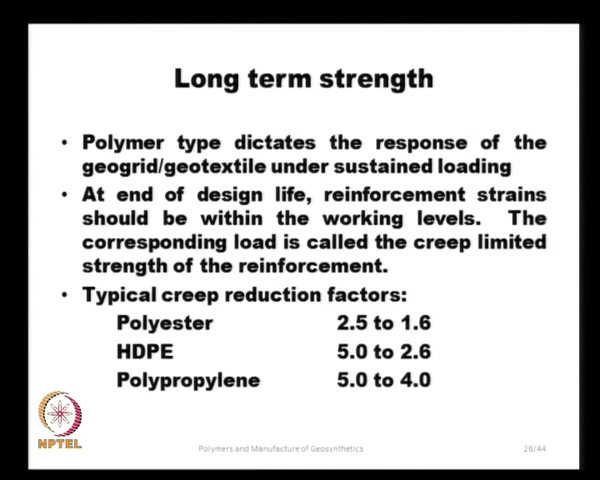 Long term strength
• Polymer type dictates the response of the
geogrid/geotextile under sustained loading
• At end of design life, reinforcement strains
should be within the working levels. The
corresponding load is called the creep limited
strength of the reinforcement.
• Typical creep reduction factors:
Polyester 2.5 to 1.6
HDPE 5.0 to 2.6
Polypropylene 5.0 to 4.0
NPTEL
Polymers and Manufacture of Geosynthetics 26/44